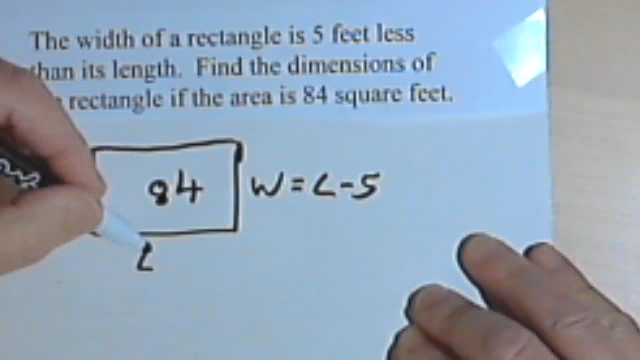 The width of a rectangle is 5 feet less
than its length. Find the dimensions of
rectangle if the area is 84 square feet.
84 W = L - 5
L